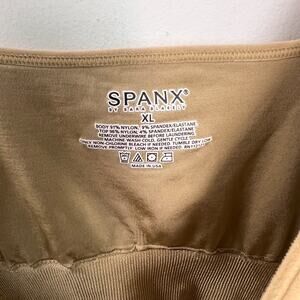 SPANX®
BY SARA BLAKELY
XL
BODY 91% NYLON, 9% SPANDEX/ELASTANE
TOP 96% NYLON, 4% SPANDEX/ELASTANE
REMOVE UNDERWIRE BEFORE LAUNDERING
MACHINE WASH COLD, GENTLE CYCLE
ONLY NON-CHLORINE BLEACH IF NEEDED. TUMBLE DRY LOW
REMOVE PROMPTLY. LOW IRON IF NEEDED.
MADE IN USA